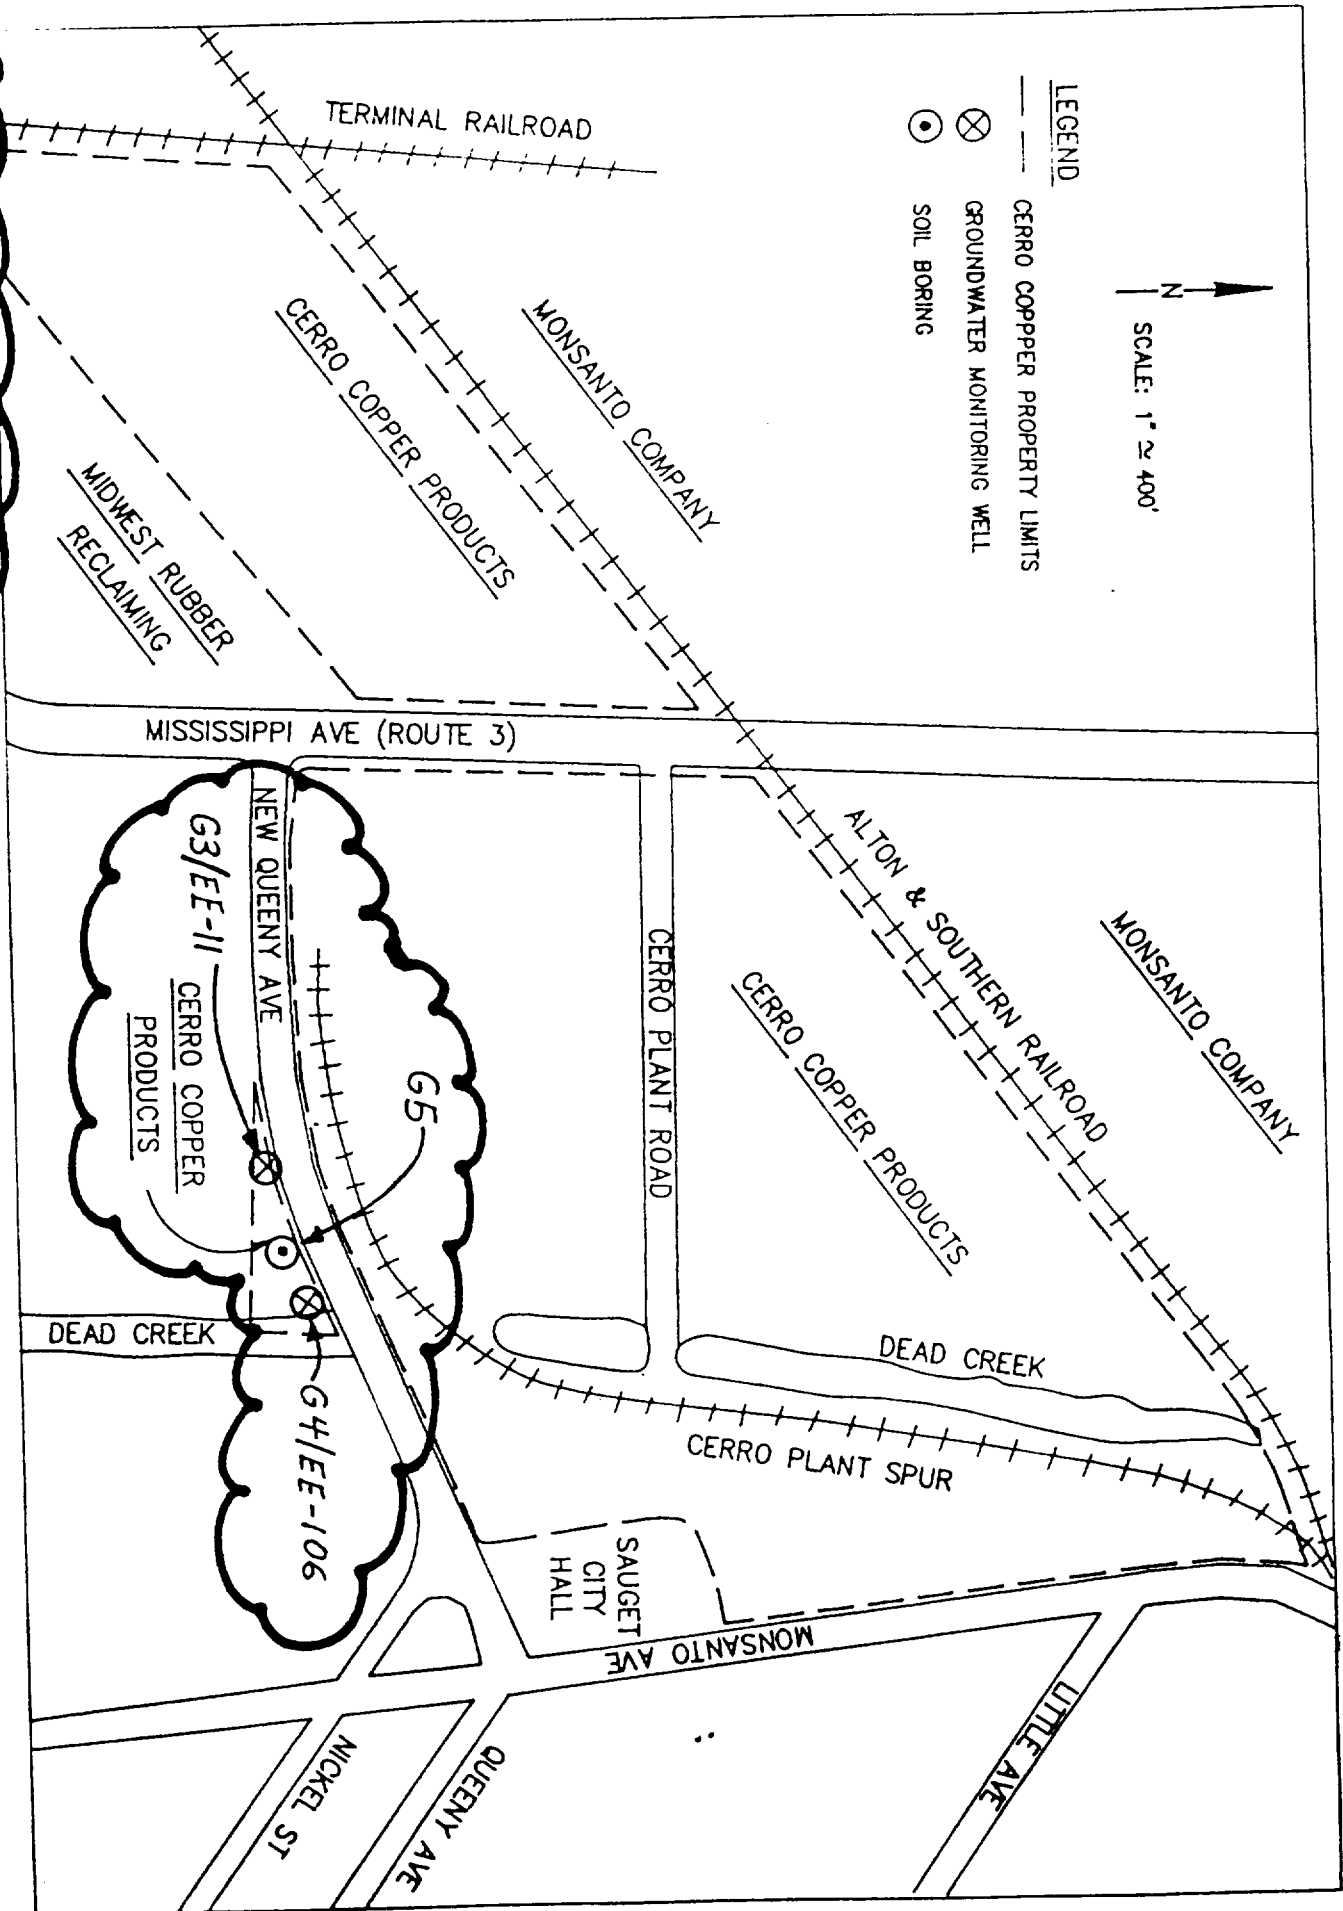 LEGEND
CERRO COPPPER PROPERTY LIMITS
GROUNDWATER MONITORING WELL
SOIL BORING
N
SCALE: 1" ≃ 400'
TERMINAL RAILROAD
MONSANTO COMPANY
CERRO COPPER PRODUCTS
MIDWEST RUBBER
RECLAIMING
MISSISSIPPI AVE (ROUTE 3)
ALTON & SOUTHERN RAILROAD
MONSANTO COMPANY
CERRO COPPER PRODUCTS
CERRO PLANT ROAD
NEW QUEENY AVE
G3/EE-11
CERRO COPPER
PRODUCTS
G5
G4/EE-106
DEAD CREEK
DEAD CREEK
CERRO PLANT SPUR
SAUGET
CITY
HALL
MONSANTO AVE
LITTLE AVE
QUEENY AVE
NICKEL ST